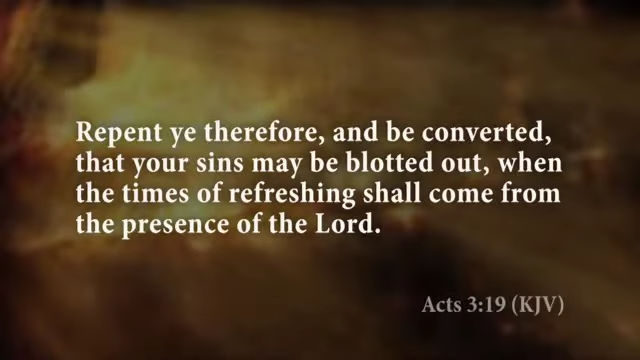 Repent ye therefore, and be converted,
that your sins may be blotted out, when
the times of refreshing shall come from
the presence of the Lord.
Acts 3:19 (KJV)